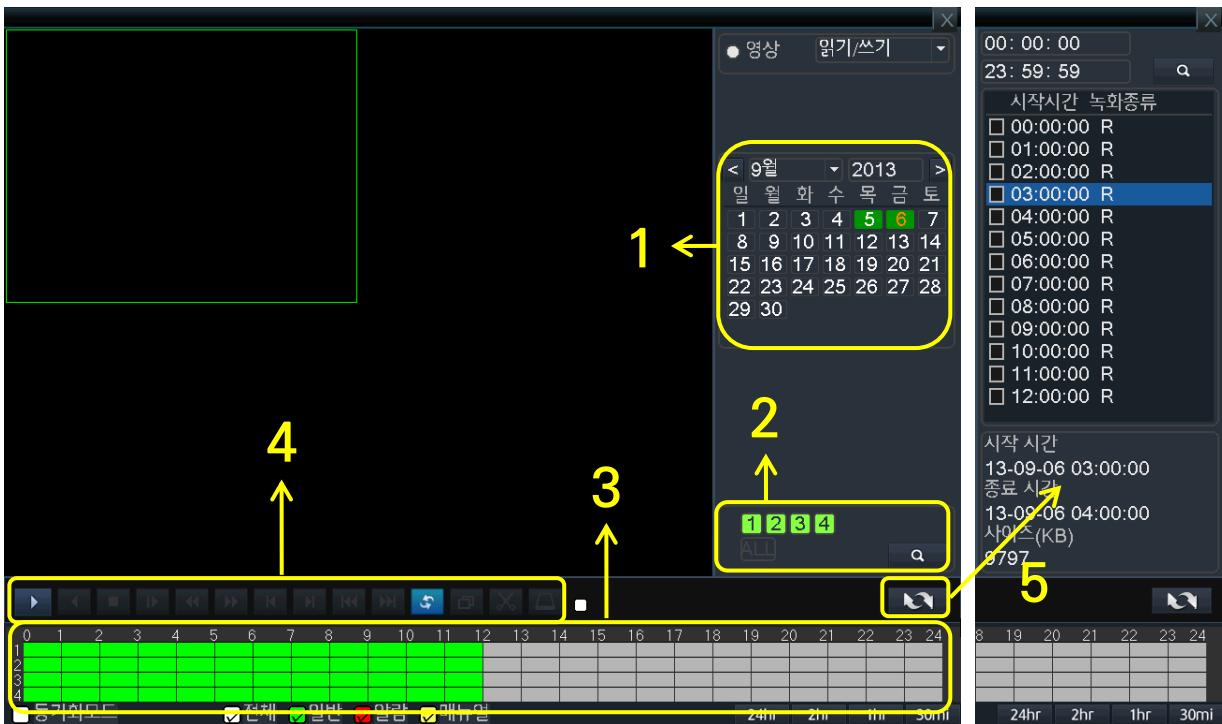 X
영상 읽기/쓰기
< 9월 2013 >
일 월 화 수 목 금 토
1 2 3 4 5 6 7
8 9 10 11 12 13 14
15 16 17 18 19 20 21
22 23 24 25 26 27 28
29 30
1
2
1 2 3 4
ALL
4
3
0 1 2 3 4 5 6 7 8 9 10 11 12 13 14 15 16 17 18 19 20 21 22 23 24
1
2
3
4
동기화모드 전체 일반 알람 메뉴얼 24hr 2hr 1hr 30mi
X
00: 00: 00
23: 59: 59
시작시간 녹화종류
00:00:00 R
01:00:00 R
02:00:00 R
03:00:00 R
04:00:00 R
05:00:00 R
06:00:00 R
07:00:00 R
08:00:00 R
09:00:00 R
10:00:00 R
11:00:00 R
12:00:00 R
시작 시간
13-09-06 03:00:00
종료 시간
13-09-06 04:00:00
사이즈(KB)
9797
5
8 19 20 21 22 23 24
24hr 2hr 1hr 30mi